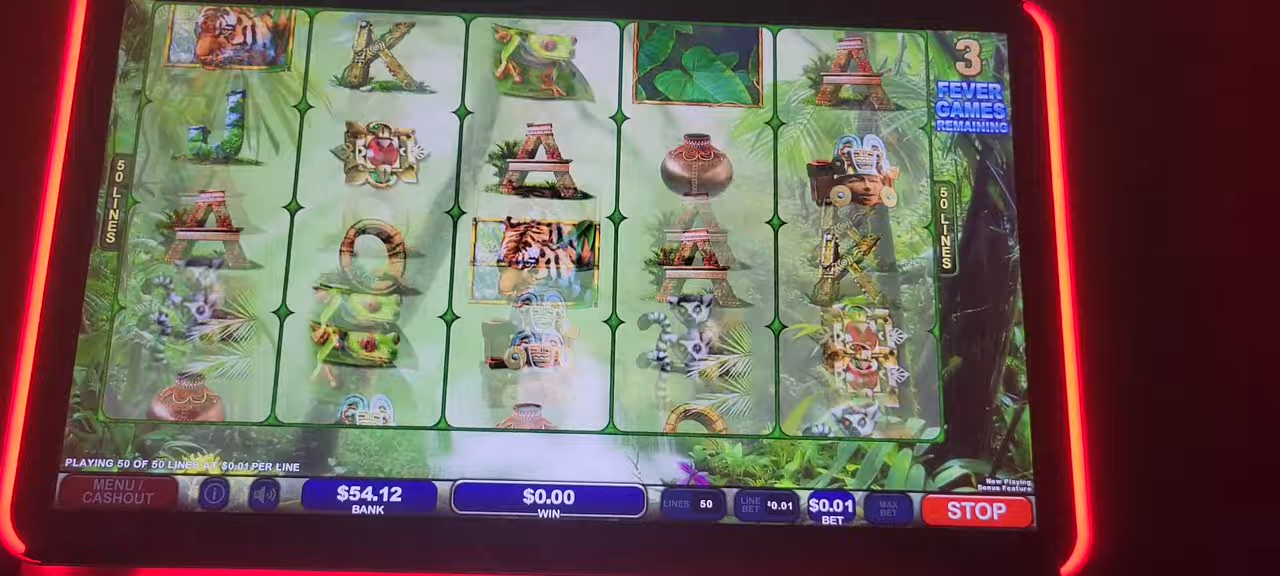 K
A
3
FEVER
GAMES
REMAINING
J
A
50 LINES
A
A
50 LINES
Q
K
PLAYING 50 OF 50 LINES AT $0.01 PER LINE
Now Playing
Bonus Feature
MENU /
CASHOUT
$54.12
BANK
$0.00
WIN
LINES 50
LINE
BET $0.01
$0.01
BET
MAX
BET
STOP